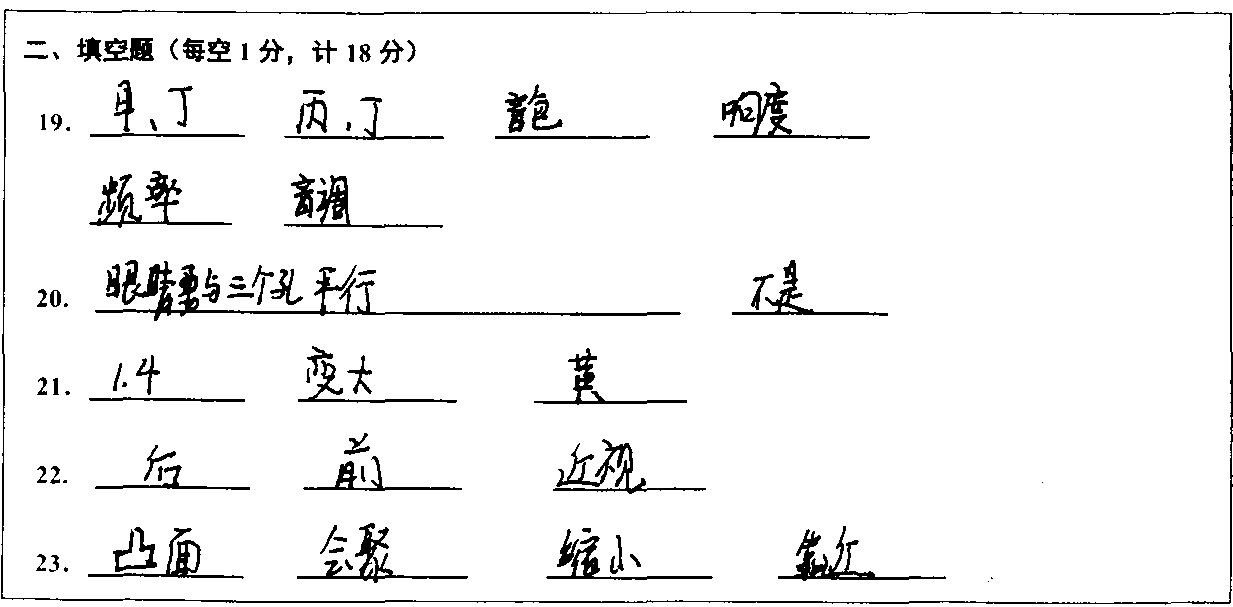 二、填空题（每空1分，计18分）
19. 甲、丁 丙、丁 音色 响度
频率 音调
20. 眼睛与三个孔平行 不是
21. 1.4 变大 黄
22. 后 前 近视
23. 凸面 会聚 缩小 靠近